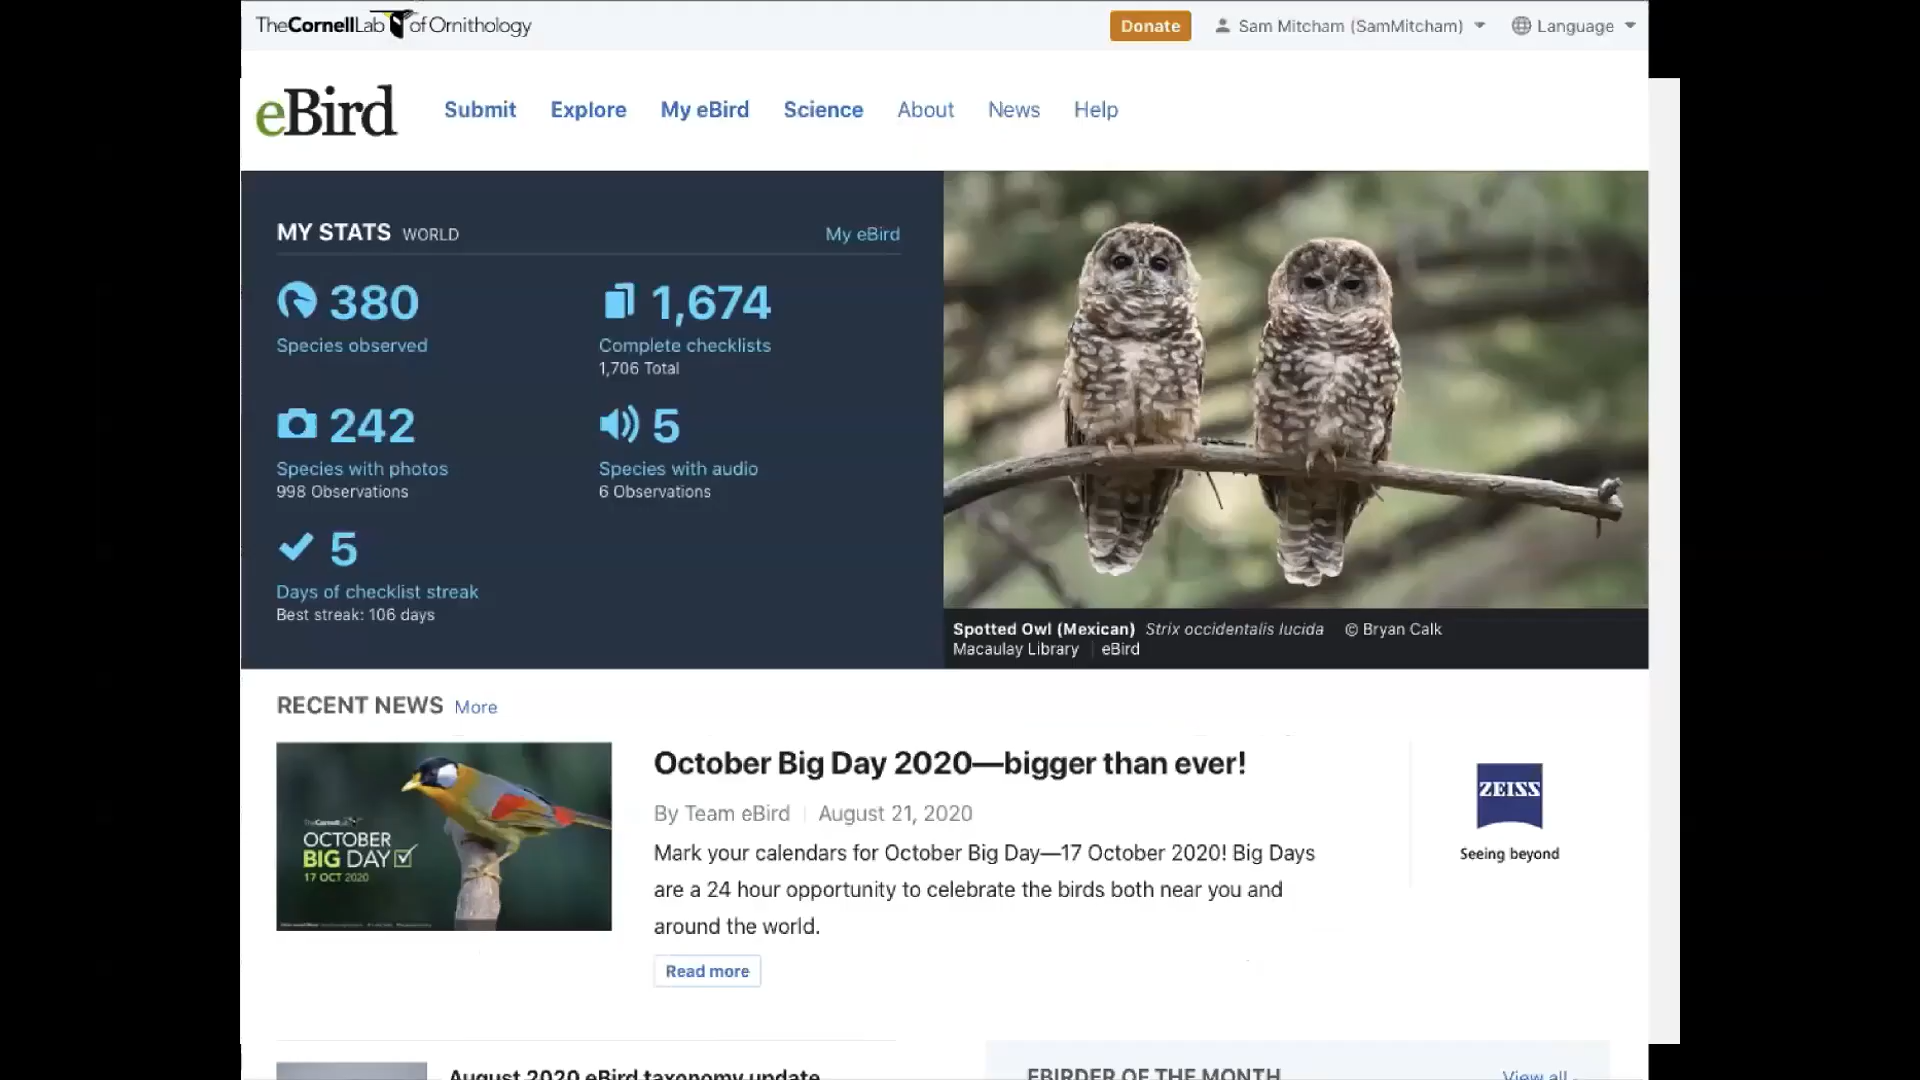 TheCornellLab of Ornithology
Donate
Sam Mitcham (SamMitcham)
Language
eBird
Submit
Explore
My eBird
Science
About
News
Help
MY STATS WORLD
My eBird
380
Species observed
1,674
Complete checklists
1,706 Total
242
Species with photos
998 Observations
5
Species with audio
6 Observations
5
Days of checklist streak
Best streak: 106 days
Spotted Owl (Mexican) Strix occidentalis lucida © Bryan Calk
Macaulay Library eBird
RECENT NEWS More
TheCornellLab
OCTOBER
BIG DAY
17 OCT 2020
October Big Day 2020—bigger than ever!
By Team eBird August 21, 2020
Mark your calendars for October Big Day—17 October 2020! Big Days
are a 24 hour opportunity to celebrate the birds both near you and
around the world.
Read more
ZEISS
Seeing beyond
August 2020 eBird taxonomy update
EBIRDER OF THE MONTH
View all